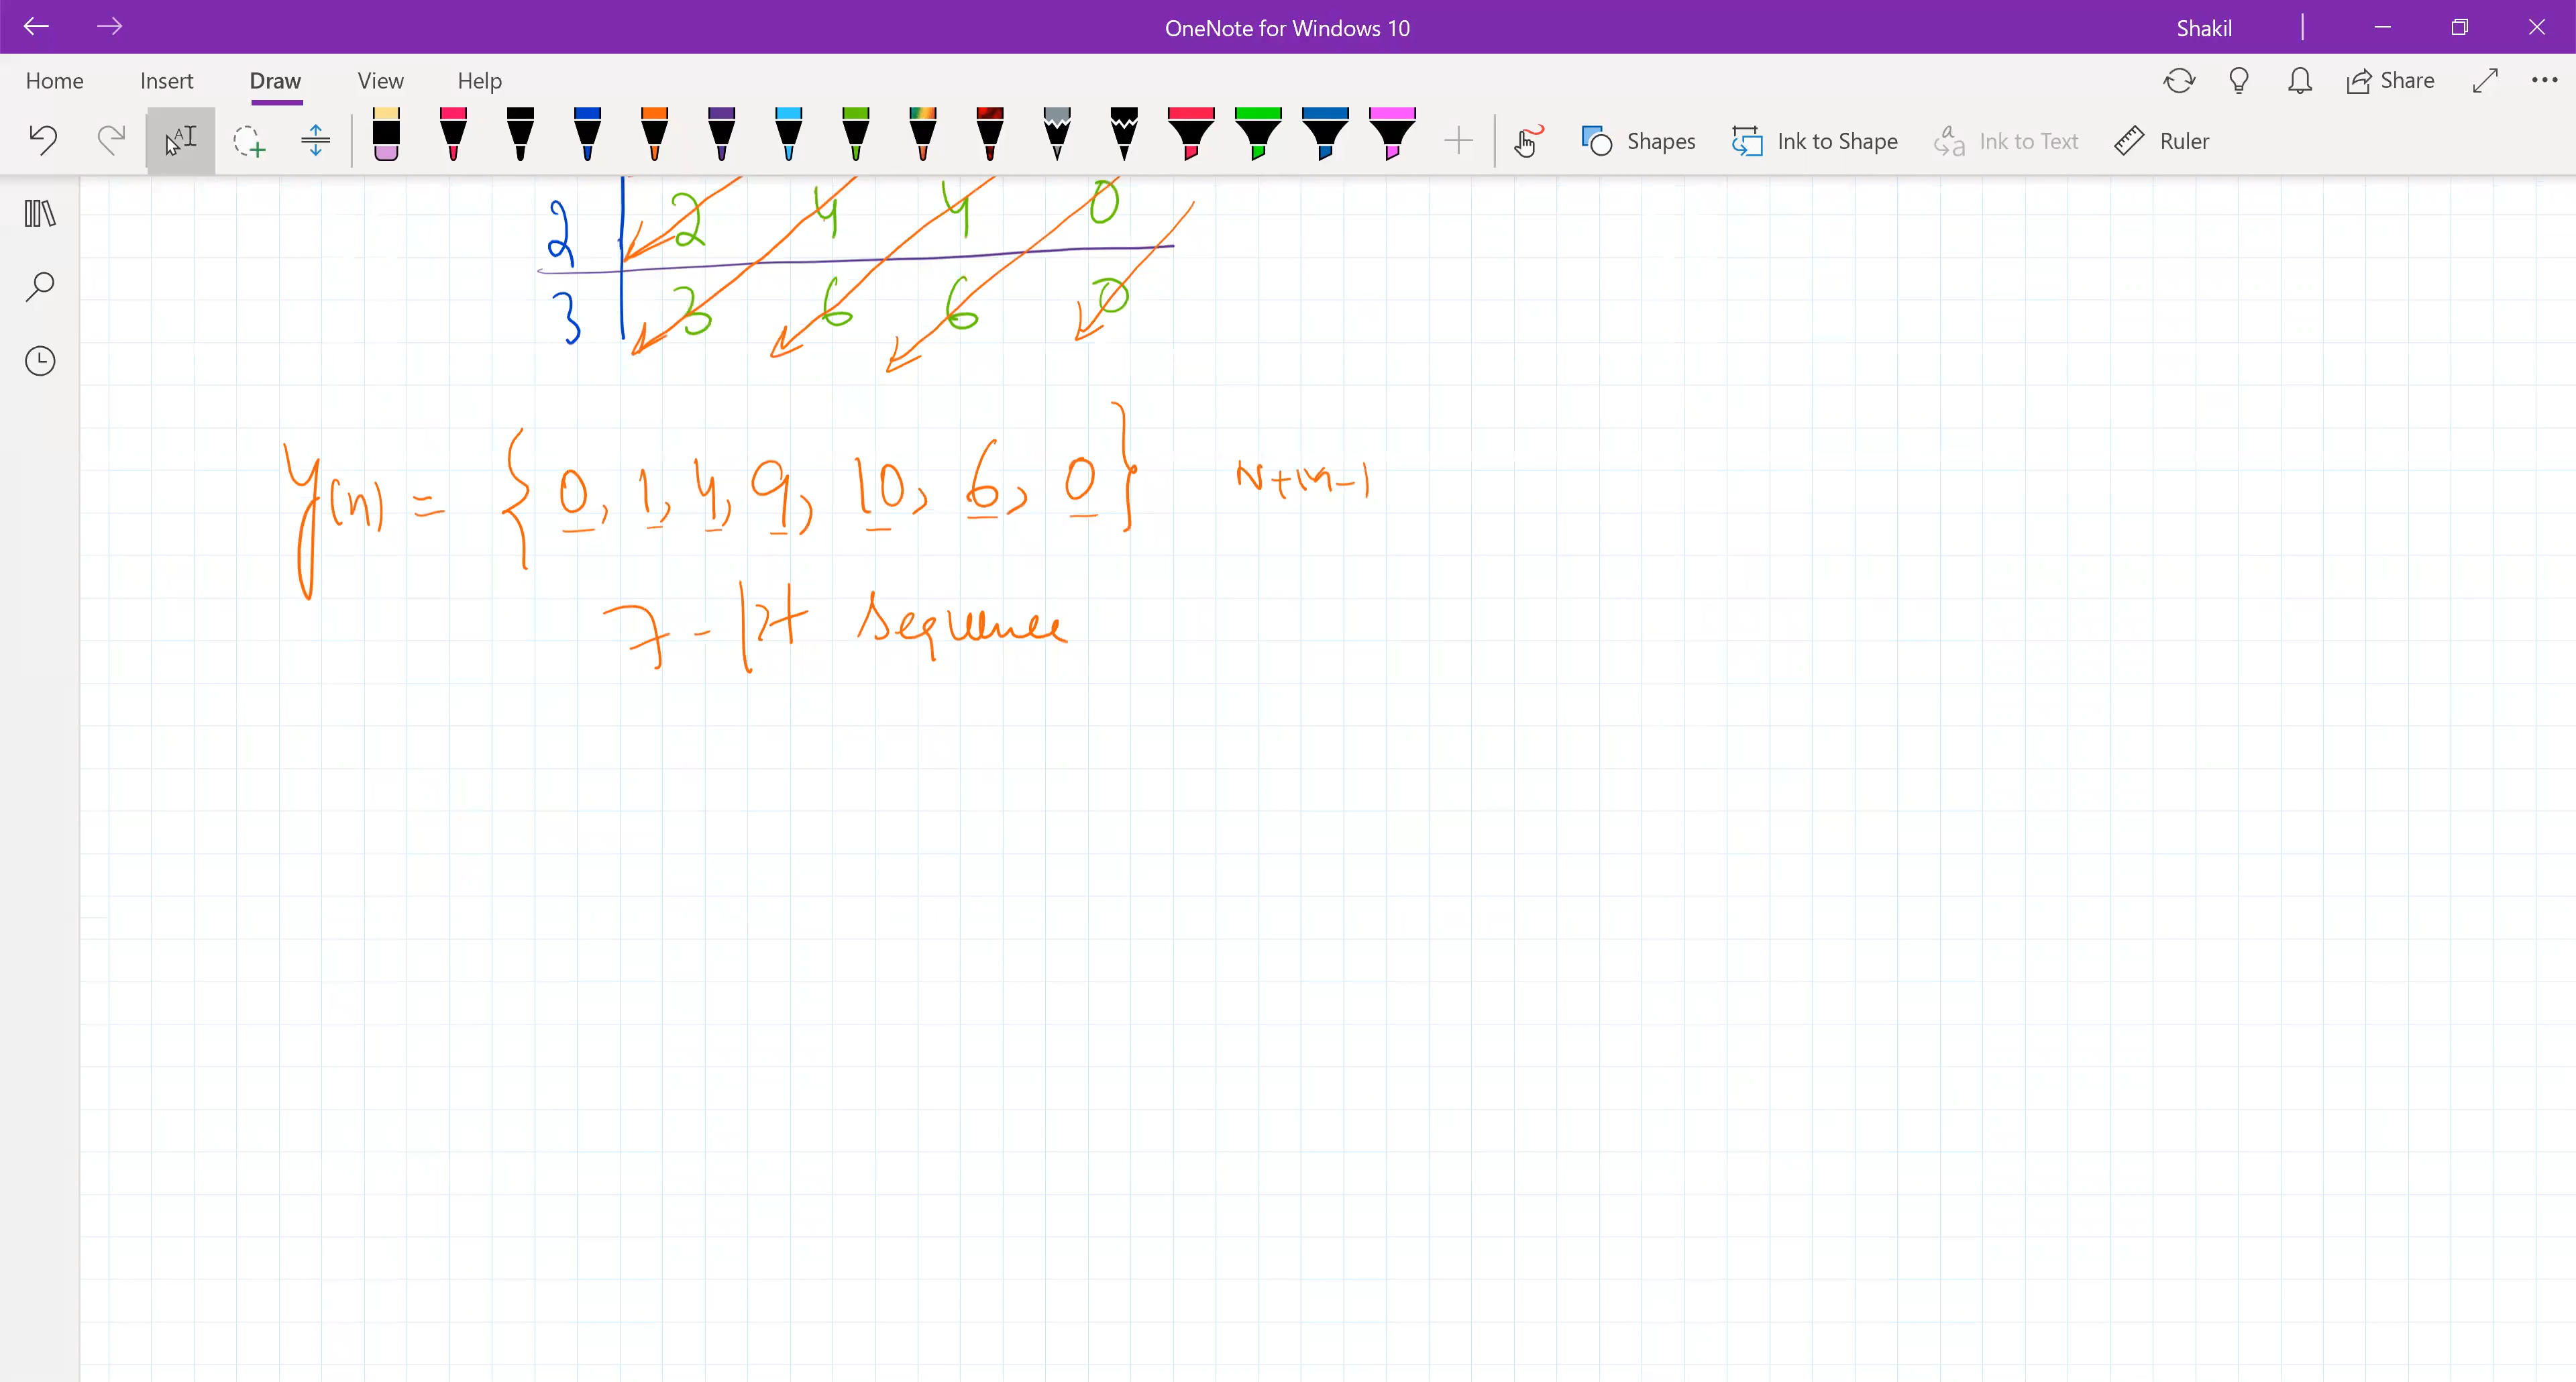 OneNote for Windows 10
Shakil
Home Insert Draw View Help
Share
Shapes Ink to Shape Ink to Text Ruler
2 2 4 4 0
3 3 6 6 0
y(n) = { 0, 1, 4, 9, 10, 6, 0 } N+m-1
7-pt sequence